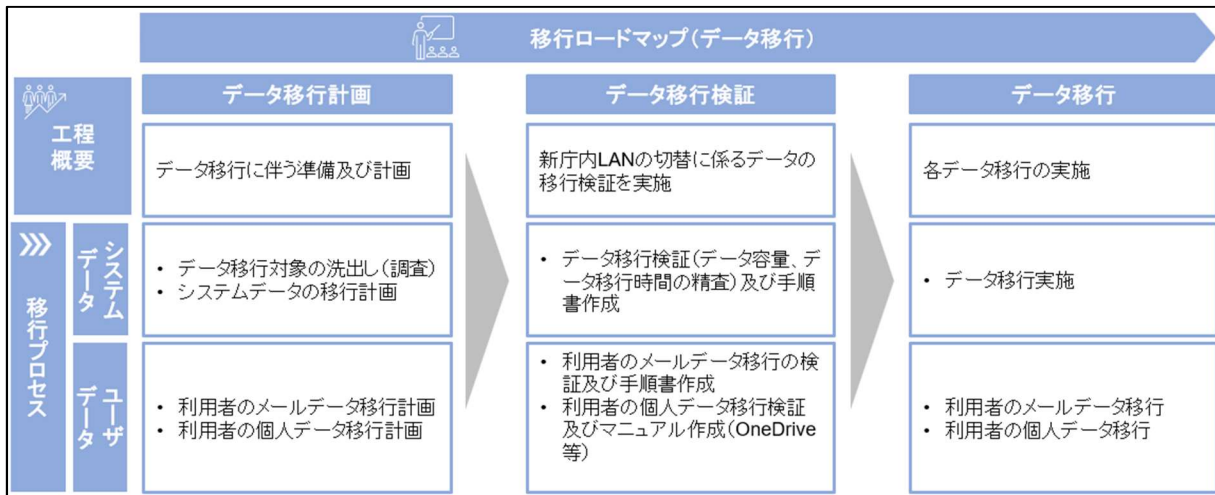 移行ロードマップ(データ移行)
データ移行計画
データ移行検証
データ移行
工程
概要
データ移行に伴う準備及び計画
新庁内LANの切替に係るデータの
移行検証を実施
各データ移行の実施
移行プロセス
システム
データ
• データ移行対象の洗出し(調査)
• システムデータの移行計画
• データ移行検証(データ容量、デ
ータ移行時間の精査)及び手順
書作成
• データ移行実施
ユーザ
データ
• 利用者のメールデータ移行計画
• 利用者の個人データ移行計画
• 利用者のメールデータ移行の検
証及び手順書作成
• 利用者の個人データ移行検証
及びマニュアル作成(OneDrive
等)
• 利用者のメールデータ移行
• 利用者の個人データ移行